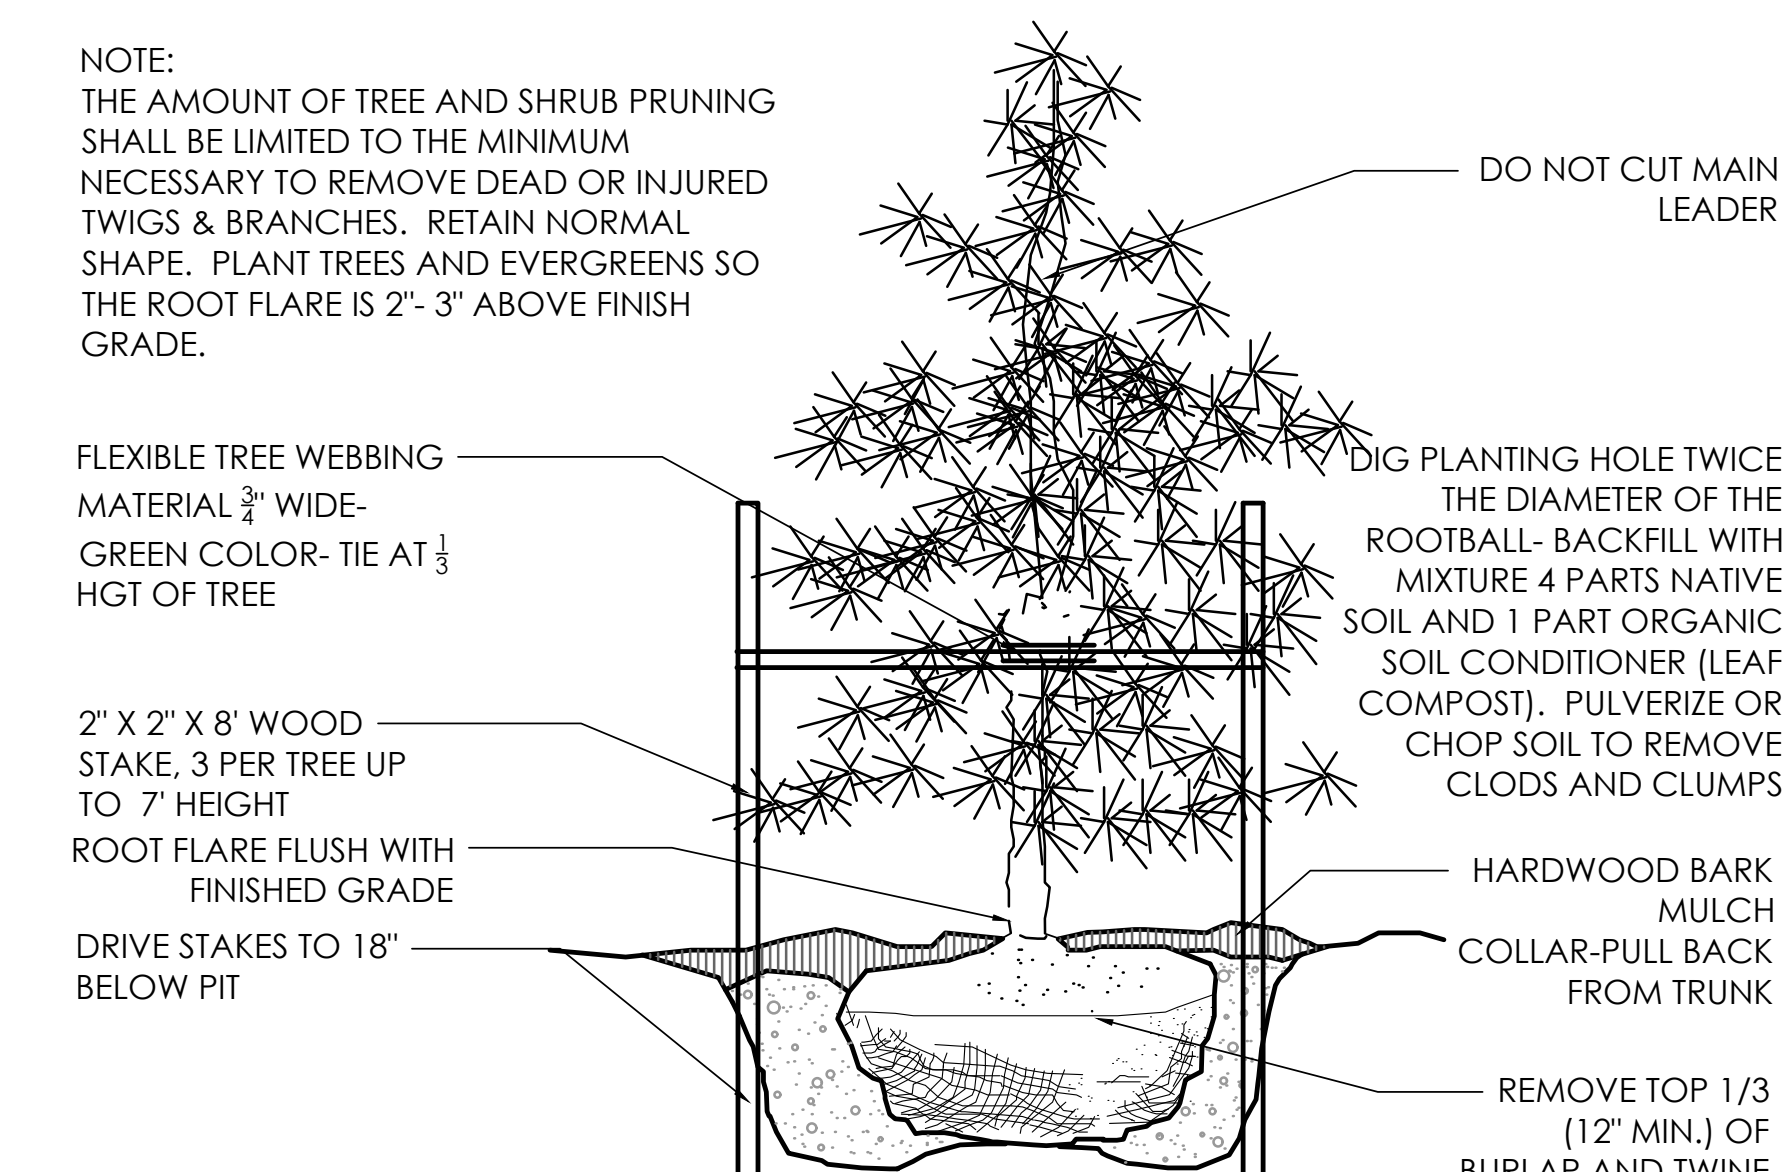 NOTE:
THE AMOUNT OF TREE AND SHRUB PRUNING
SHALL BE LIMITED TO THE MINIMUM
NECESSARY TO REMOVE DEAD OR INJURED
TWIGS & BRANCHES.  RETAIN NORMAL
SHAPE.  PLANT TREES AND EVERGREENS SO
THE ROOT FLARE IS 2"- 3" ABOVE FINISH
GRADE.
FLEXIBLE TREE WEBBING
MATERIAL 3/4" WIDE-
GREEN COLOR- TIE AT 1/3
HGT OF TREE
2" X 2" X 8' WOOD
STAKE, 3 PER TREE UP
TO  7' HEIGHT
ROOT FLARE FLUSH WITH
FINISHED GRADE
DRIVE STAKES TO 18"
BELOW PIT
DO NOT CUT MAIN
LEADER
DIG PLANTING HOLE TWICE
THE DIAMETER OF THE
ROOTBALL- BACKFILL WITH
MIXTURE 4 PARTS NATIVE
SOIL AND 1 PART ORGANIC
SOIL CONDITIONER (LEAF
COMPOST).  PULVERIZE OR
CHOP SOIL TO REMOVE
CLODS AND CLUMPS
HARDWOOD BARK
MULCH
COLLAR-PULL BACK
FROM TRUNK
REMOVE TOP 1/3
(12" MIN.) OF
BURLAP AND TWINE